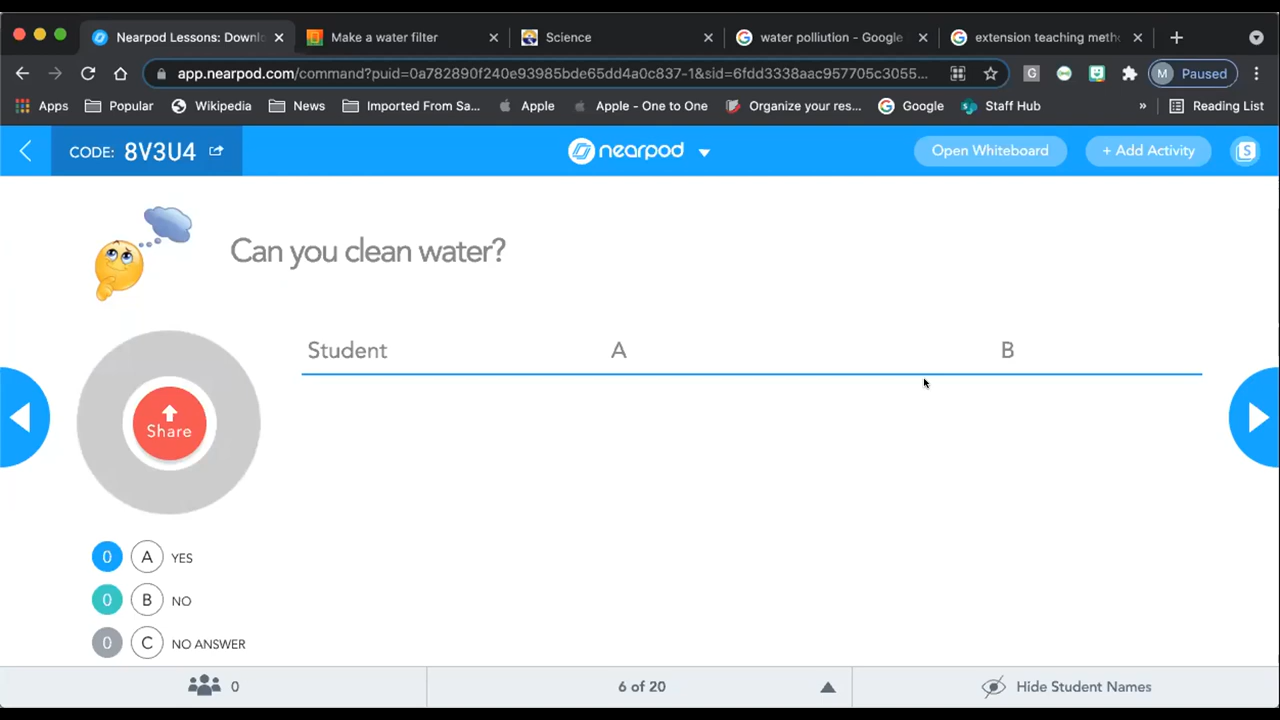 Nearpod Lessons: Downl
Make a water filter
Science
water polliution - Google
extension teaching meth
app.nearpod.com/command?puid=0a782890f240e93985bde65dd4a0c837-1&sid=6fdd3338aac957705c3055...
G
M Paused
Apps
Popular
Wikipedia
News
Imported From Sa...
Apple
Apple - One to One
Organize your res...
Google
Staff Hub
»
Reading List
CODE: 8V3U4
nearpod
Open Whiteboard
+ Add Activity
S
Can you clean water?
Student A B
Share
0 A YES
0 B NO
0 C NO ANSWER
0
6 of 20
Hide Student Names